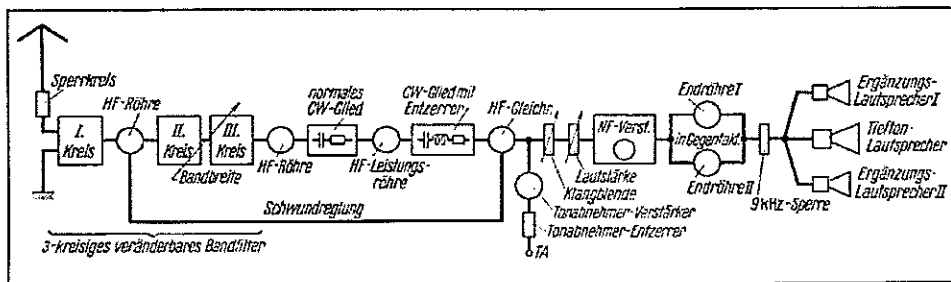 Sperrkreis
HF-Röhre
I.
Kreis
II.
Kreis
III.
Kreis
Bandbreite
HF-Röhre
normales
CW-Glied
HF-Leistungs-
röhre
CW-Glied mit
Entzerrer
HF-Gleichr.
Schwundreglung
3-kreisiges veränderbares Bandfilter
Lautstärke
Klangblende
Tonabnehmer-Verstärker
Tonabnehmer-Entzerrer
TA
NF-Verst.
Endröhre I
in Gegentakt
Endröhre II
9 kHz-Sperre
Ergänzungs-
Lautsprecher I
Tiefton-
Lautsprecher
Ergänzungs-
Lautsprecher II